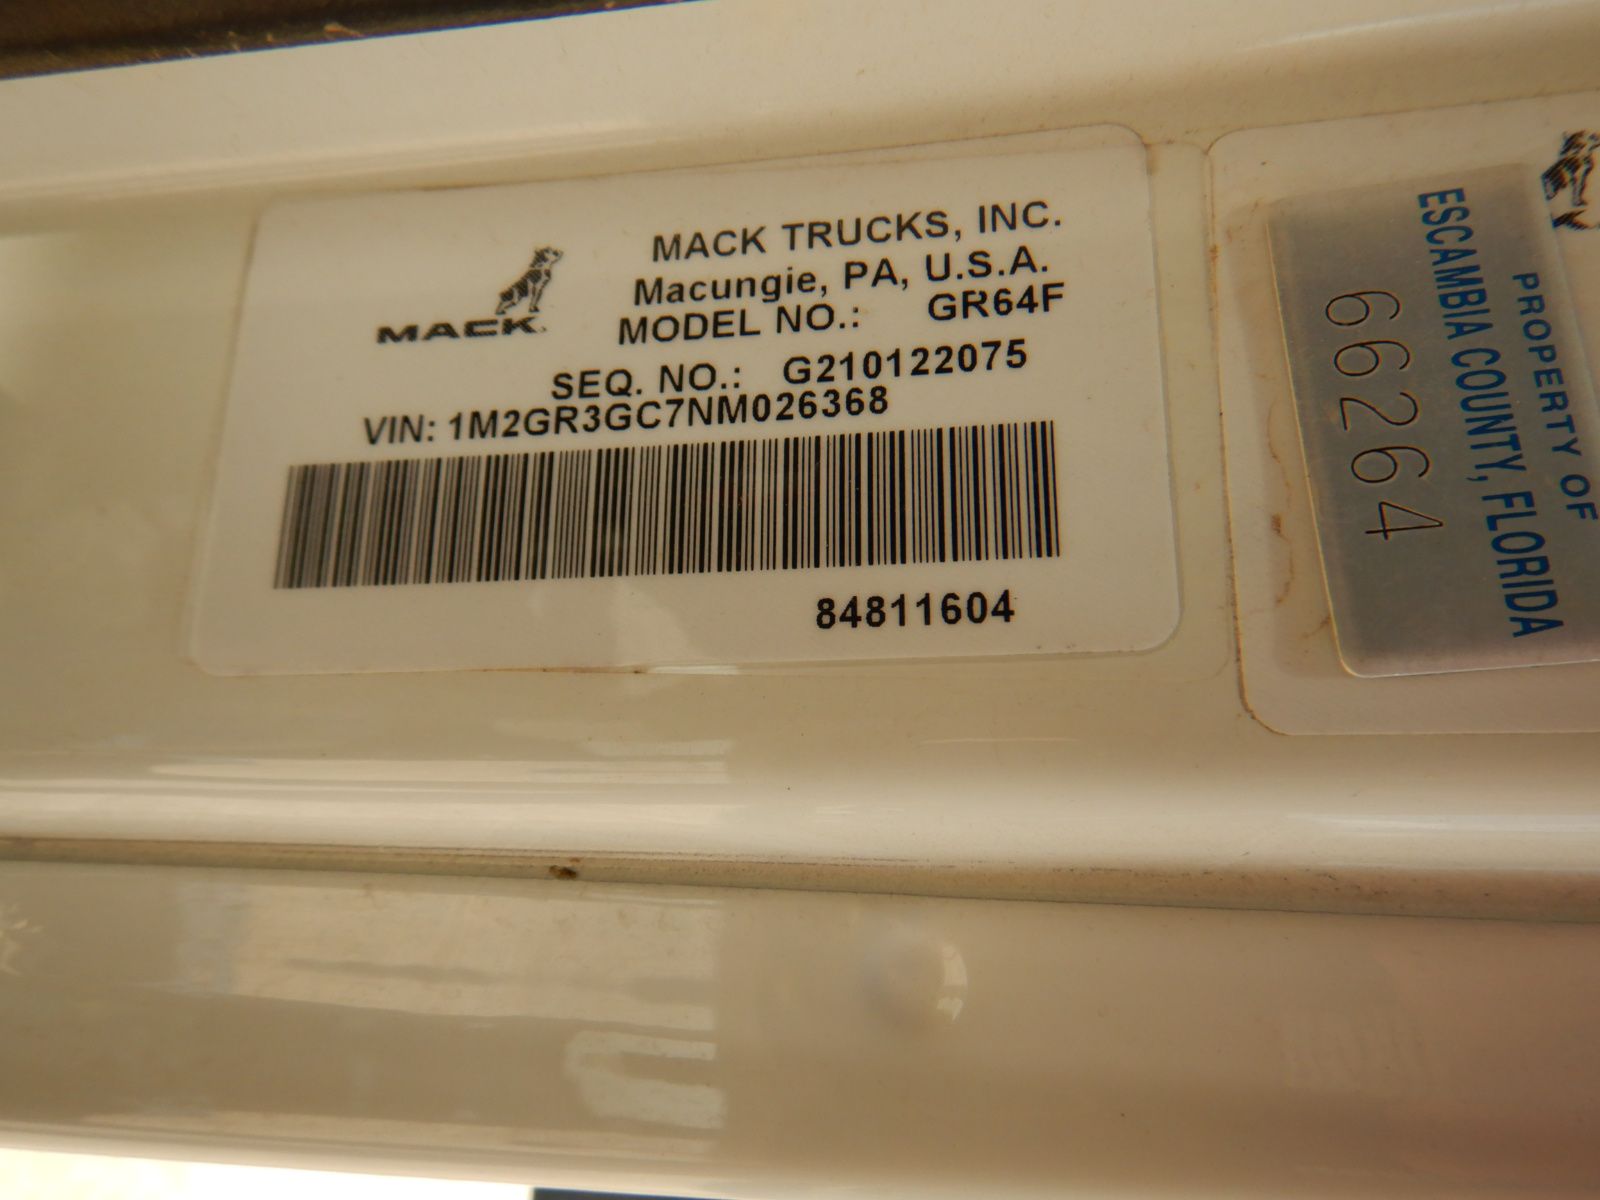 MACK
MACK TRUCKS, INC.
Macungie, PA, U.S.A.
MODEL NO.: GR64F
SEQ. NO.: G210122075
VIN: 1M2GR3GC7NM026368
84811604
PROPERTY OF
ESCAMBIA COUNTY, FLORIDA
66264